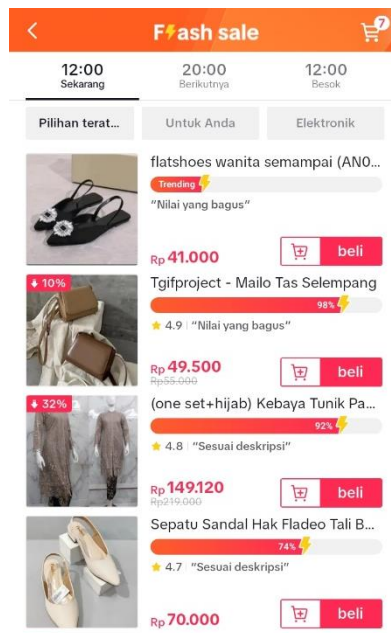 Flash sale
7
12:00 20:00 12:00
Sekarang Berikutnya Besok
Pilihan terat... Untuk Anda Elektronik
flatshoes wanita semampai (AN0...
Trending
"Nilai yang bagus"
Rp 41.000 beli
10%
Tgifproject - Mailo Tas Selempang
98%
4.9 "Nilai yang bagus"
Rp 49.500 beli
Rp55.000
32%
(one set+hijab) Kebaya Tunik Pa...
92%
4.8 "Sesuai deskripsi"
Rp 149.120 beli
Rp219.000
Sepatu Sandal Hak Fladeo Tali B...
74%
4.7 "Sesuai deskripsi"
Rp 70.000 beli